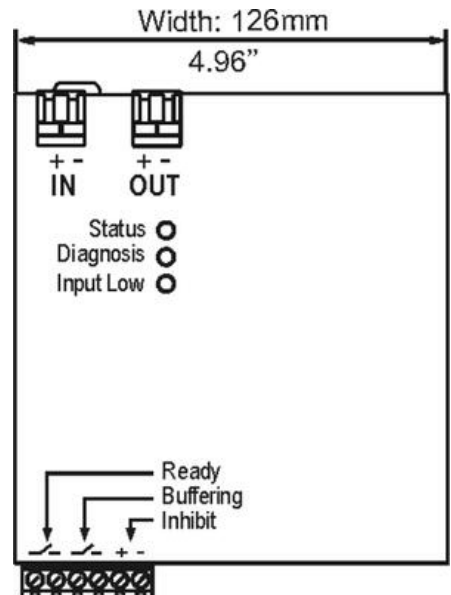 Width: 126mm
4.96”
+ - + -
IN OUT
Status
Diagnosis
Input Low
Ready
Buffering
Inhibit
+ -